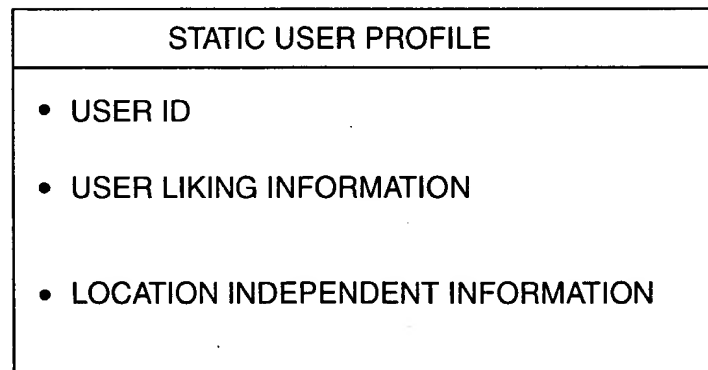 STATIC USER PROFILE
• USER ID
• USER LIKING INFORMATION
• LOCATION INDEPENDENT INFORMATION